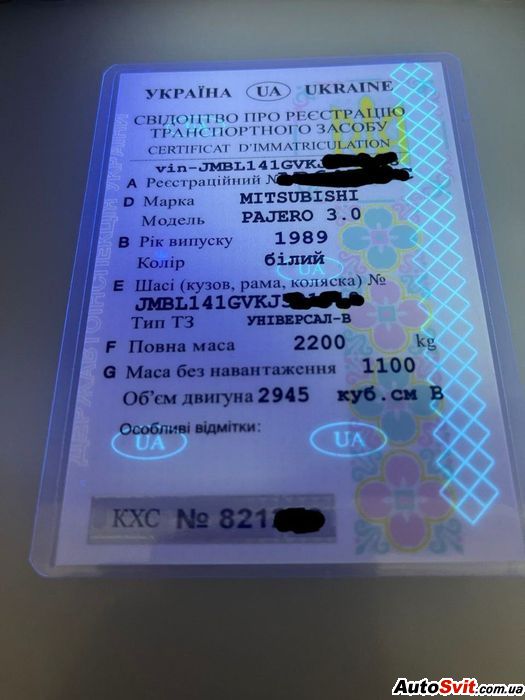 УКРАЇНА UA UKRAINE
СВІДОЦТВО ПРО РЕЄСТРАЦІЮ
ТРАНСПОРТНОГО ЗАСОБУ
CERTIFICAT D'IMMATRICULATION
vin-JMBL141GVKJ
A Реєстраційний №
D Марка MITSUBISHI
Модель PAJERO 3.0
B Рік випуску 1989
Колір білий
UA
E Шасі (кузов, рама, коляска) №
JMBL141GVKJ
Тип ТЗ УНІВЕРСАЛ-В
F Повна маса 2200 kg
G Маса без навантаження 1100
Об'єм двигуна 2945 куб.см В
Особливі відмітки:
UA UA
КХС № 821
AutoSvit.com.ua